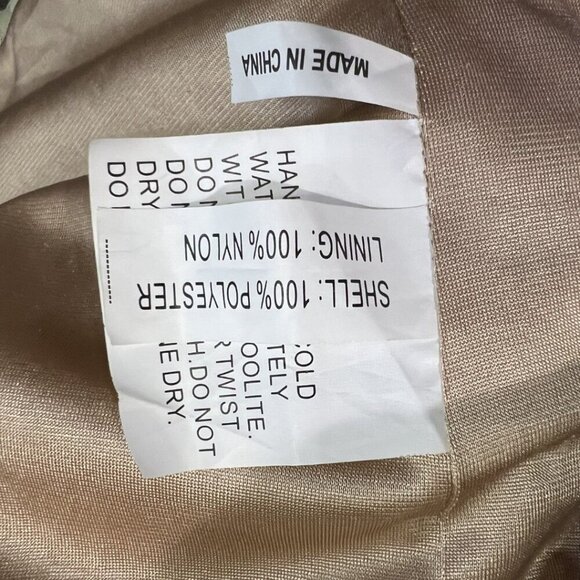 MADE IN CHINA
SHELL: 100% POLYESTER
LINING: 100% NYLON
HAN
WAT
WIT
DO N
DO N
DRY
DO
COLD
TELY
OOLITE.
R TWIST
H.DO NOT
E DRY.